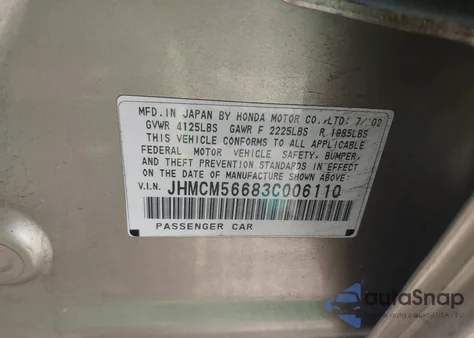 MFD. IN JAPAN BY HONDA MOTOR CO.,LTD; 7/'02
GVWR 4125LBS GAWR F 2225LBS R 1985LBS
THIS VEHICLE CONFORMS TO ALL APPLICABLE
FEDERAL MOTOR VEHICLE SAFETY, BUMPER,
AND THEFT PREVENTION STANDARDS IN EFFECT
ON THE DATE OF MANUFACTURE SHOWN ABOVE.
V.I.N. JHMCM56683C006110
PASSENGER CAR
autoSnap